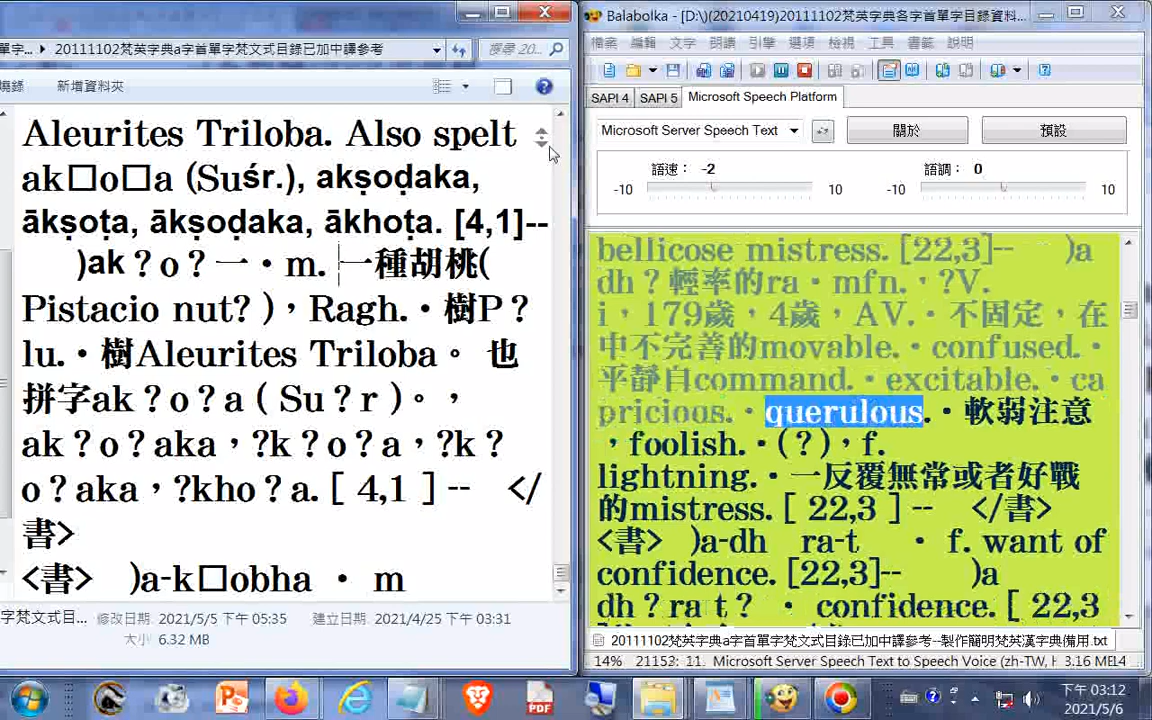 單字... ▸ 20111102梵英字典a字首單字梵文式目錄已加中譯參考
搜尋 20...
燒錄 新增資料夾
Aleurites Triloba. Also spelt
ak□o□a (Suśr.), akṣoḍaka,
ākṣoṭa, ākṣoḍaka, ākhoṭa. [4,1]--
)ak？o？一・m. 一種胡桃(
Pistacio nut? )，Ragh.・樹P？
lu.・樹Aleurites Triloba。 也
拼字ak？o？a ( Su？r )。，
ak？o？aka，?k？o？a，?k？
o？aka，?kho？a. [ 4,1 ] -- </
書>
<書> )a-k□obha ・ m
字梵文式目... 修改日期: 2021/5/5 下午 05:35 建立日期: 2021/4/25 下午 03:31
大小: 6.32 MB
Balabolka - [D:\)(20210419)20111102梵英字典各字首單字目錄資料...
檔案 編輯 文字 朗讀 引擎 選項 檢視 工具 書籤 說明
SAPI 4 SAPI 5 Microsoft Speech Platform
Microsoft Server Speech Text 關於 預設
語速： -2 語調： 0
-10 10 -10 10
bellicose mistress. [22,3]-- )a
dh？輕率的ra・mfn.，?V.
i，179歲，4歲，AV.・不固定，在
中不完善的movable.・confused.・
平靜自command.・excitable.・ca
pricious.・querulous.・軟弱注意
，foolish.・(？)，f.
lightning.・一反覆無常或者好戰
的mistress. [ 22,3 ] -- </書>
<書> )a-dh ra-t ・ f. want of
confidence. [22,3]-- )a
dh？ra t？ ・ confidence. [ 22,3
20111102梵英字典a字首單字梵文式目錄已加中譯參考--製作簡明梵英漢字典備用.txt
14% 21153: 11. Microsoft Server Speech Text to Speech Voice (zh-TW, H 3.16 MEL4
PDF
下午 03:12
2021/5/6